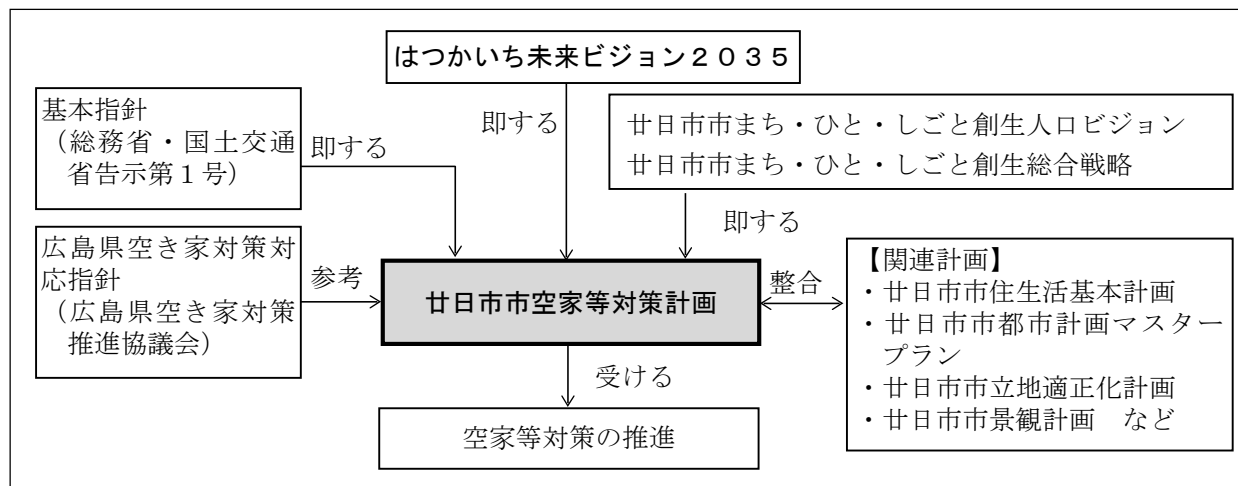 はつかいち未来ビジョン２０３５
基本指針
（総務省・国土交通
省告示第１号）
即する
即する
廿日市市まち・ひと・しごと創生人口ビジョン
廿日市市まち・ひと・しごと創生総合戦略
即する
広島県空き家対策対
応指針
（広島県空き家対策
推進協議会）
参考
廿日市市空家等対策計画
整合
【関連計画】
・廿日市市住生活基本計画
・廿日市市都市計画マスター
プラン
・廿日市市立地適正化計画
・廿日市市景観計画　など
受ける
空家等対策の推進